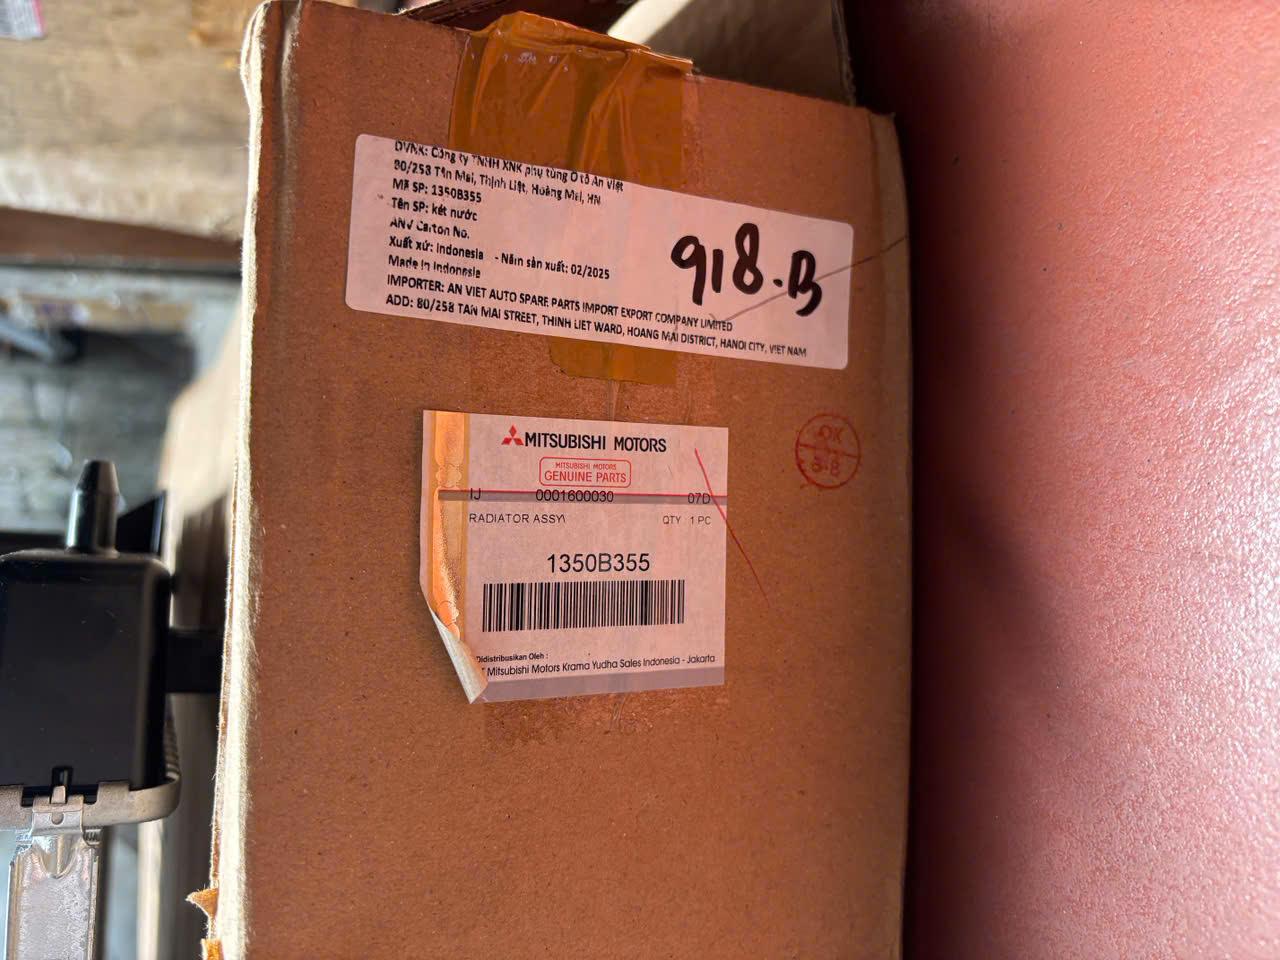 ĐVNK: Công ty TNHH XNK phụ tùng Ô tô An Việt
80/258 Tân Mai, Thịnh Liệt, Hoàng Mai, HN
Mã SP: 1350B355
Tên SP: két nước
ANV Carton No.
Xuất xứ: Indonesia - Năm sản xuất: 02/2025
Made in Indonesia
IMPORTER: AN VIET AUTO SPARE PARTS IMPORT EXPORT COMPANY LIMITED
ADD: 80/258 TAN MAI STREET, THINH LIET WARD, HOANG MAI DISTRICT, HANOI CITY, VIET NAM
918.B
MITSUBISHI MOTORS
MITSUBISHI MOTORS
GENUINE PARTS
IJ 0001600030 07D
RADIATOR ASSY\ QTY 1 PC
1350B355
Didistribusikan Oleh :
Mitsubishi Motors Krama Yudha Sales Indonesia - Jakarta
OK